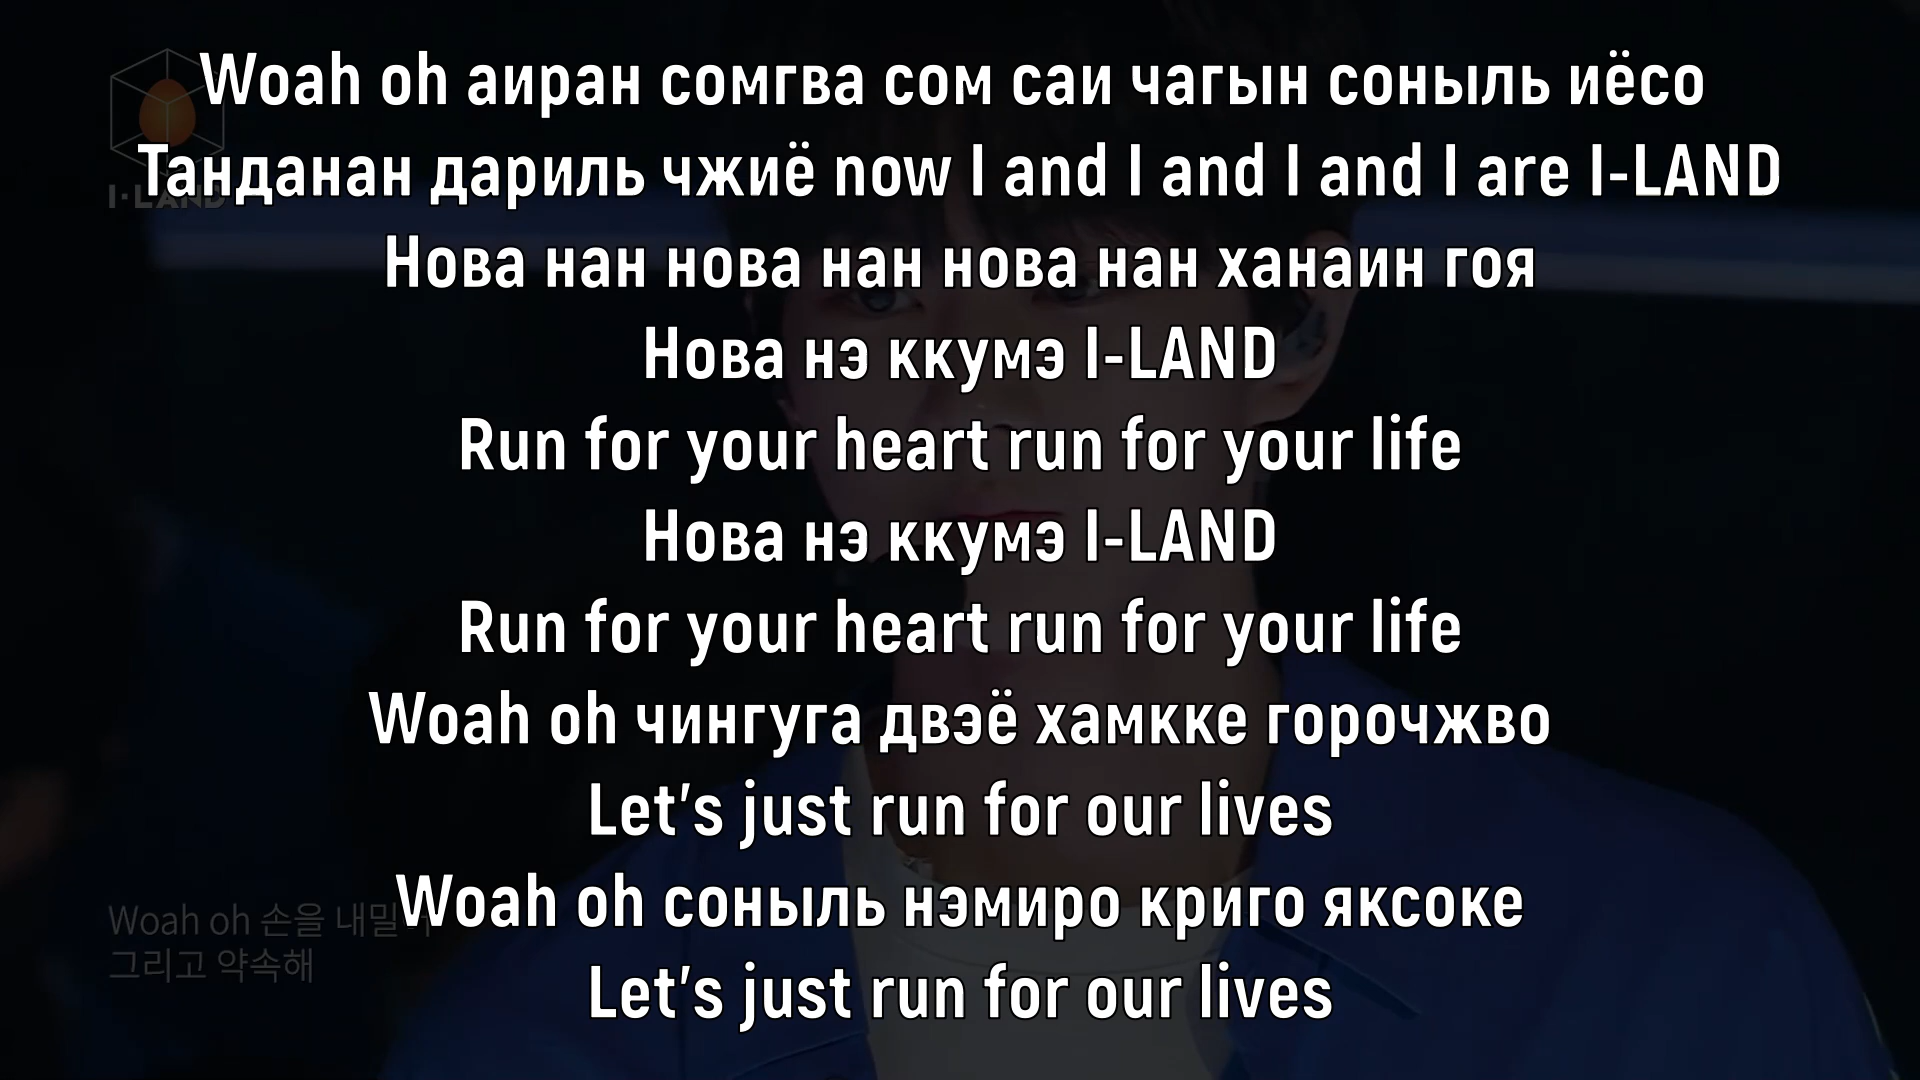 Woah oh аиран сомгва сом саи чагын соныль иёсо
Танданан дариль чжиё now I and I and I and I are I-LAND
I·LAND
Нова нан нова нан нова нан ханаин гоя
Нова нэ ккумэ I-LAND
Run for your heart run for your life
Нова нэ ккумэ I-LAND
Run for your heart run for your life
Woah oh чингуга двэё хамкке горочжво
Let's just run for our lives
Woah oh соныль нэмиро криго яксоке
Woah oh 손을
그리고 약속해
Let's just run for our lives